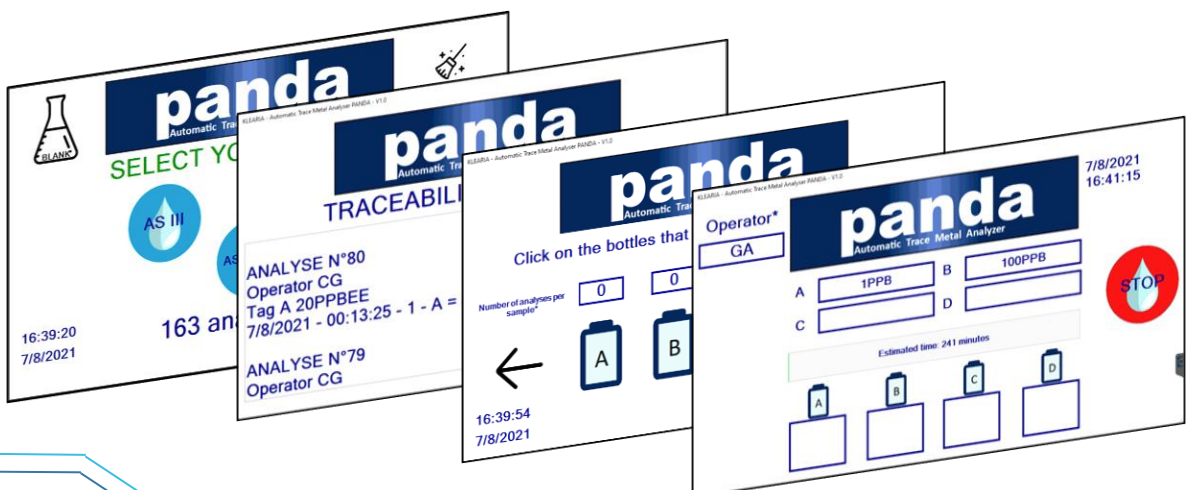 BLANK
panda
Automatic Tra
SELECT YO
AS III
AS
163 an
16:39:20
7/8/2021
KLEARIA - Automatic Trace Metal Analyser PANDA - V1.0
panda
Automatic Tr
TRACEABILI
ANALYSE N°80
Operator CG
Tag A 20PPBEE
7/8/2021 - 00:13:25 - 1 - A =
ANALYSE N°79
Operator CG
KLEARIA - Automatic Trace Metal Analyser PANDA - V1.0
panda
Automatic Tra
Click on the bottles that
Number of analyses per
sample*
0
0
A
B
16:39:54
7/8/2021
KLEARIA - Automatic Trace Metal Analyser PANDA - V1.0
7/8/2021
16:41:15
Operator*
GA
panda
Automatic Trace Metal Analyzer
A 1PPB B 100PPB
C D
STOP
Estimated time: 241 minutes
A B C D